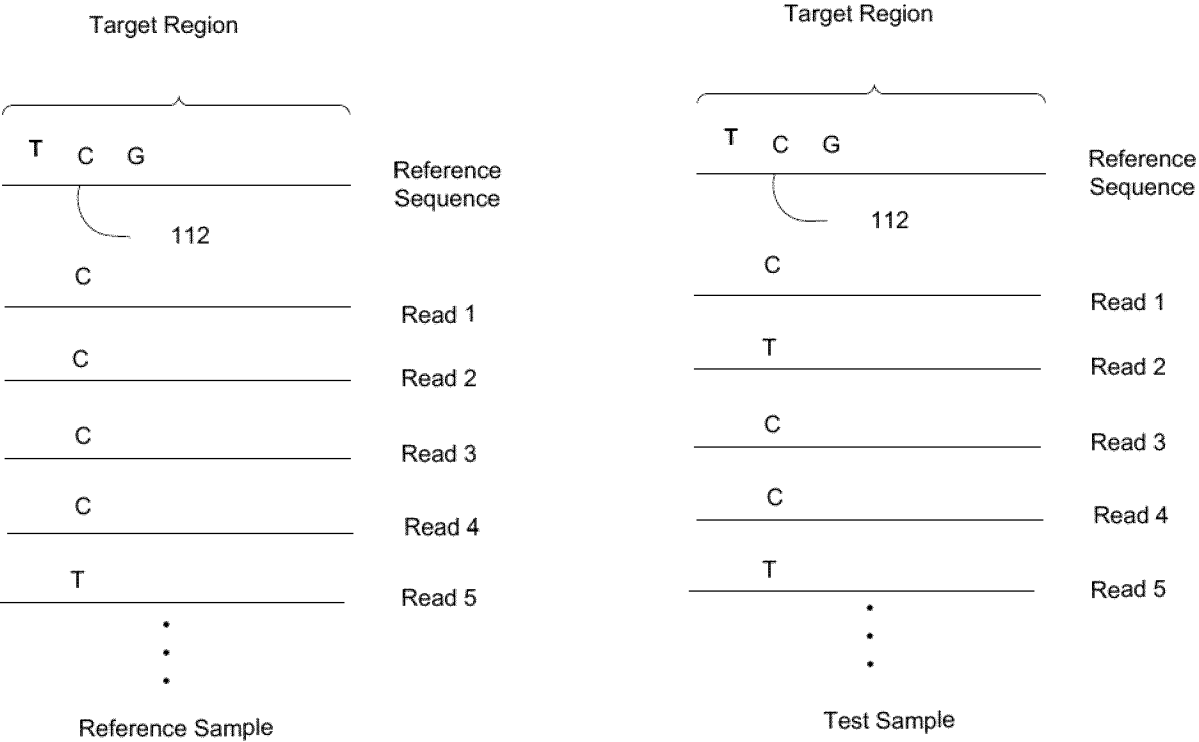 Target Region
T C G
Reference
Sequence
112
C
Read 1
C
Read 2
C
Read 3
C
Read 4
T
Read 5
Reference Sample
Target Region
T C G
Reference
Sequence
112
C
Read 1
T
Read 2
C
Read 3
C
Read 4
T
Read 5
Test Sample